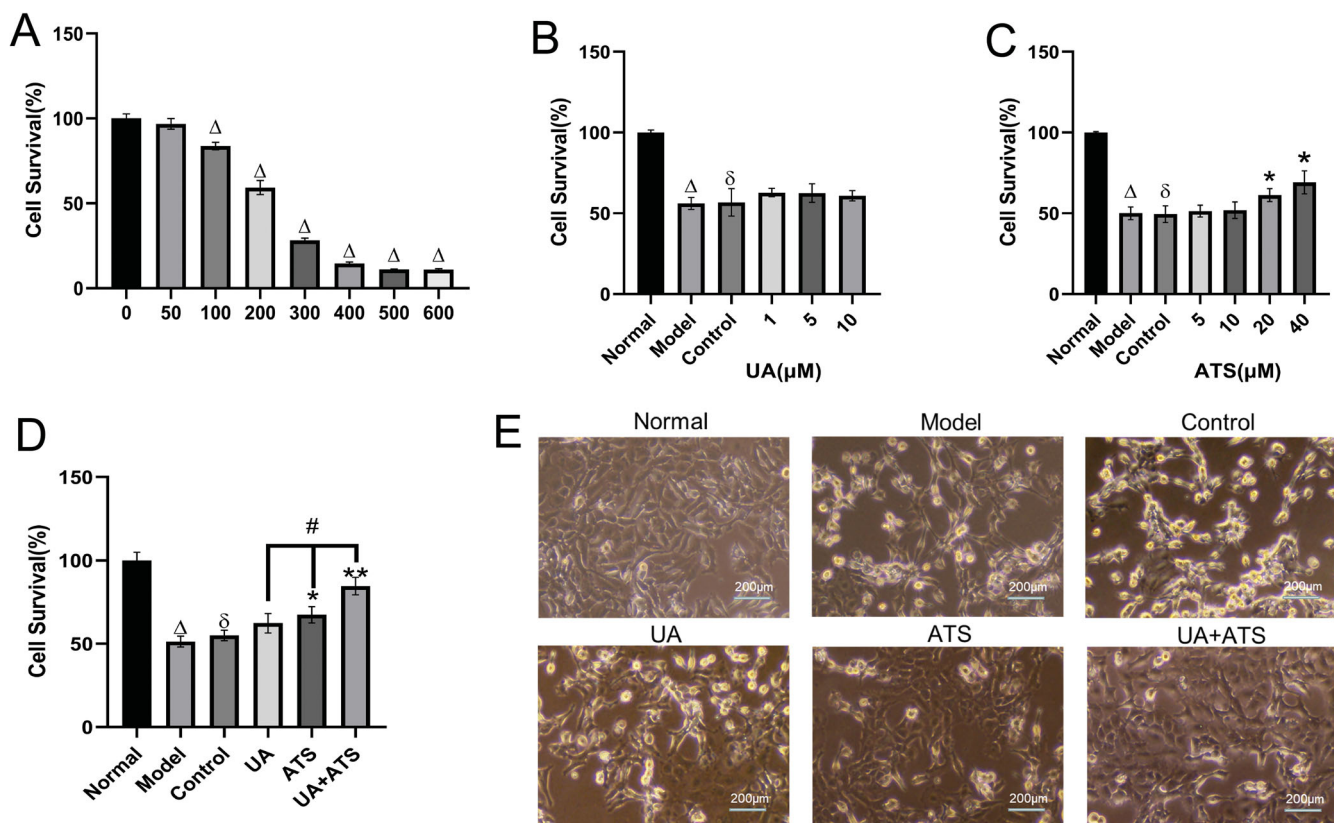 A
Cell Survival(%)
150
100
50
0
Δ
Δ
Δ
Δ
Δ
Δ
0 50 100 200 300 400 500 600
B
Cell Survival(%)
150
100
50
0
Δ
δ
Normal Model Control 1 5 10
UA(μM)
C
Cell Survival(%)
150
100
50
0
Δ
δ
*
*
Normal Model Control 5 10 20 40
ATS(μM)
D
Cell Survival(%)
150
100
50
0
#
Δ
δ
*
**
Normal Model Control UA ATS UA+ATS
E
Normal Model Control
200μm 200μm 200μm
UA ATS UA+ATS
200μm 200μm 200μm